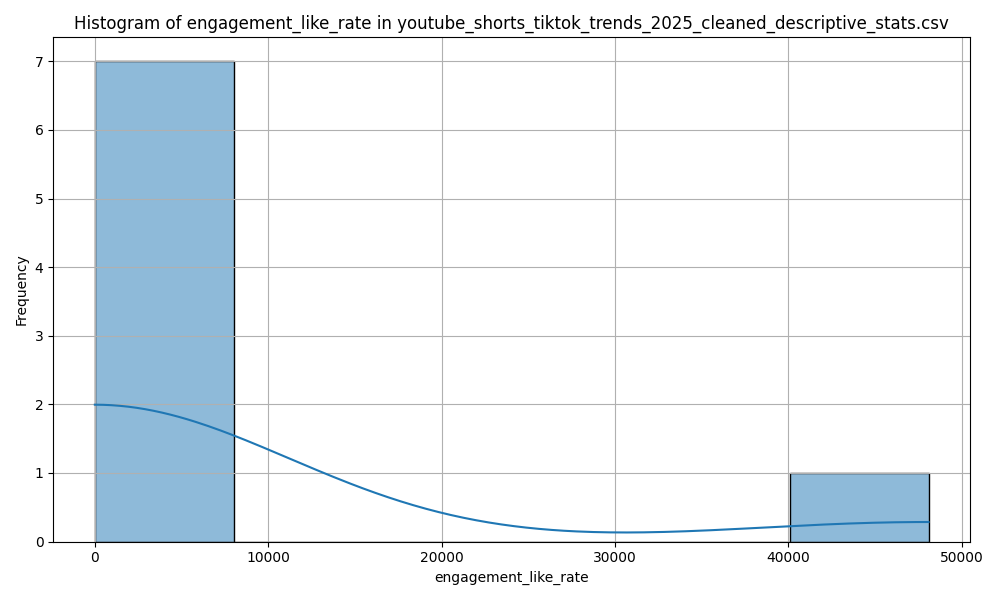 Histogram of engagement_like_rate in youtube_shorts_tiktok_trends_2025_cleaned_descriptive_stats.csv
7
6
5
4
3
2
1
0
Frequency
0 10000 20000 30000 40000 50000
engagement_like_rate